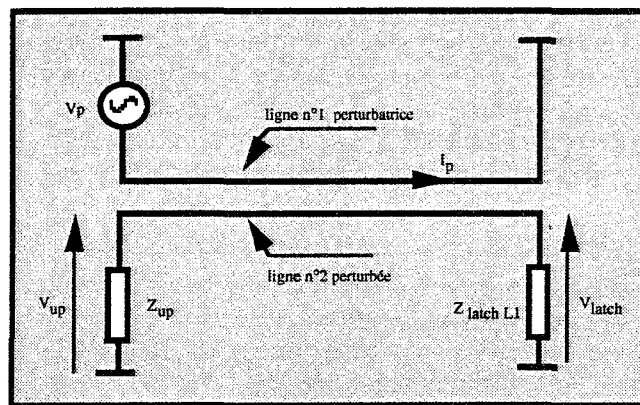 Vp
ligne n°1 perturbatrice
Ip
ligne n°2 perturbée
Vup
Zup
Z latch L1
Vlatch